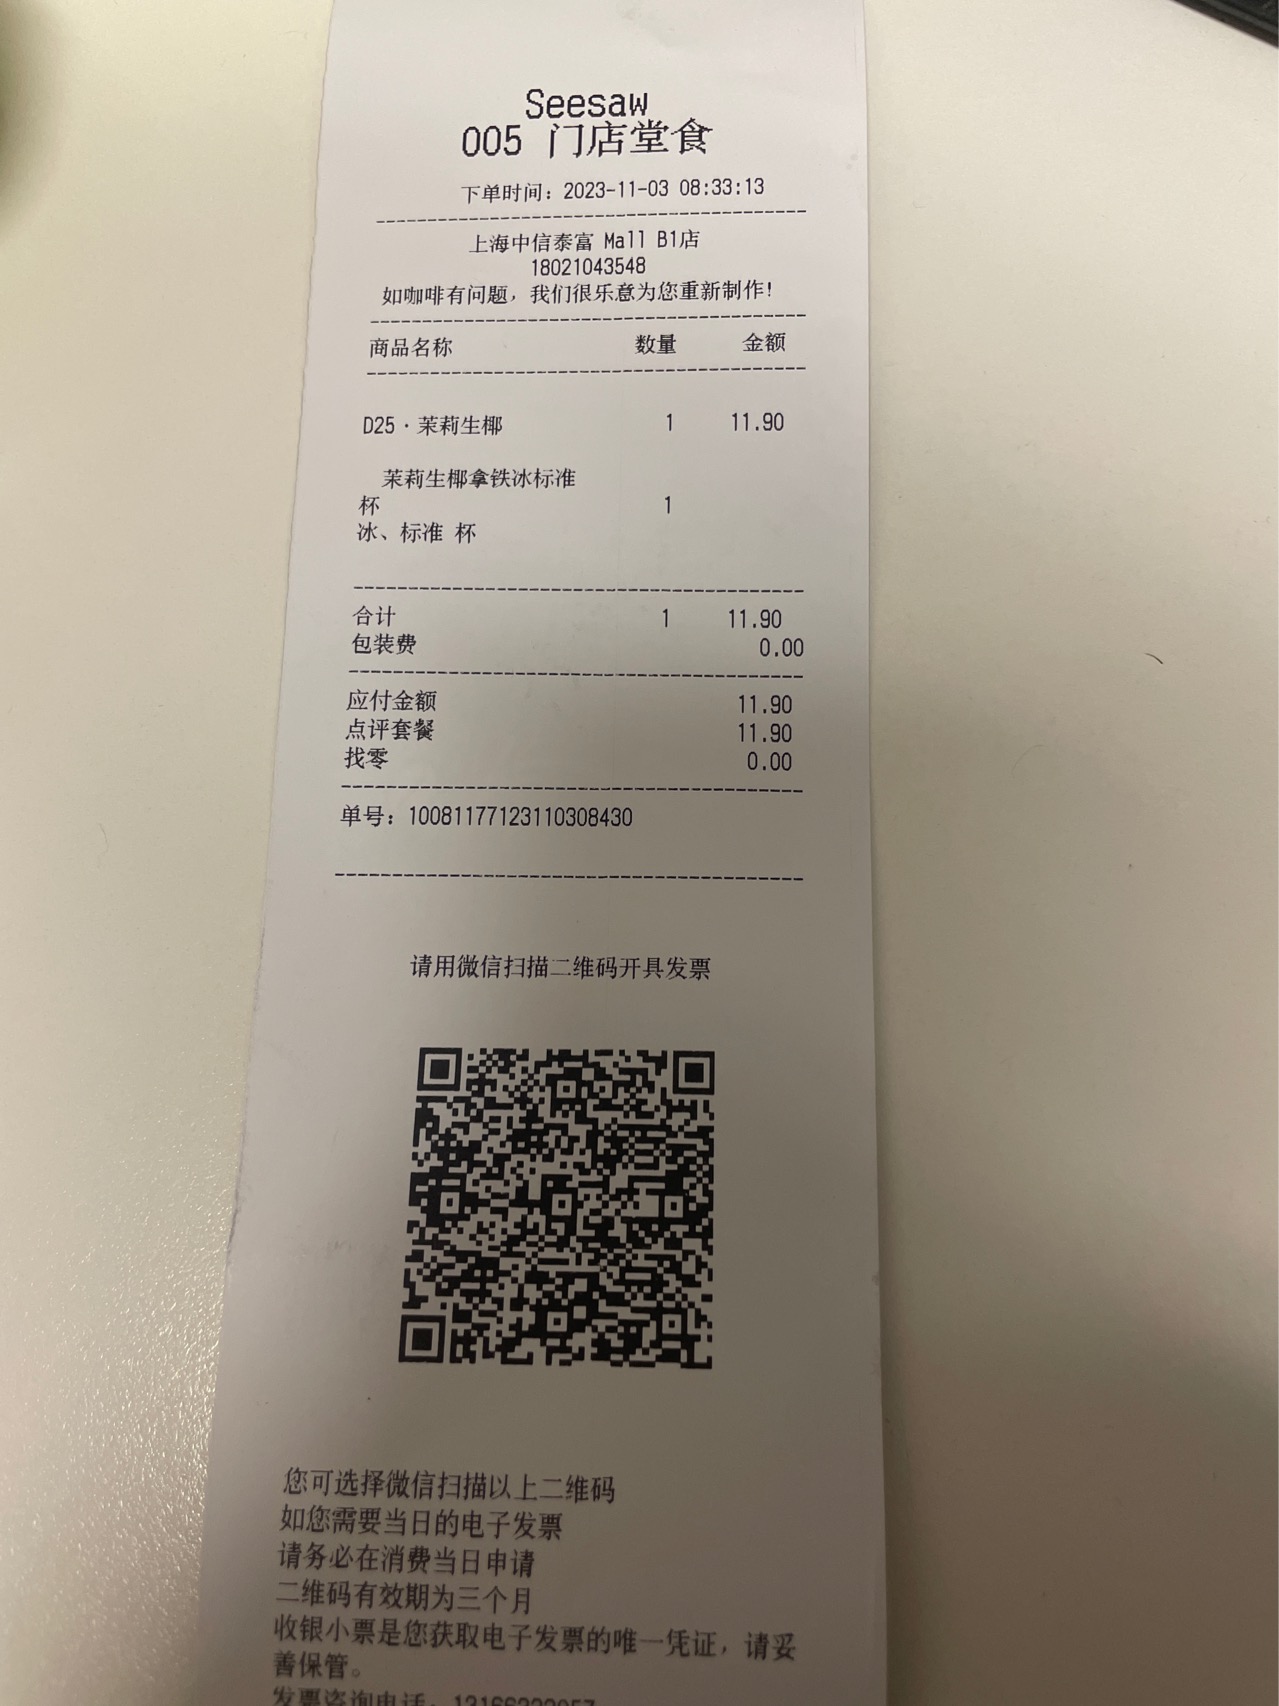 Seesaw
005 门店堂食
下单时间：2023-11-03 08:33:13
上海中信泰富 Mall B1店
18021043548
如咖啡有问题，我们很乐意为您重新制作!
商品名称 数量 金额
D25·茉莉生椰 1 11.90
茉莉生椰拿铁冰标准
杯 1
冰、标准 杯
合计 1 11.90
包装费 0.00
应付金额 11.90
点评套餐 11.90
找零 0.00
单号：10081177123110308430
请用微信扫描二维码开具发票
您可选择微信扫描以上二维码
如您需要当日的电子发票
请务必在消费当日申请
二维码有效期为三个月
收银小票是您获取电子发票的唯一凭证，请妥
善保管。
发票咨询电话：